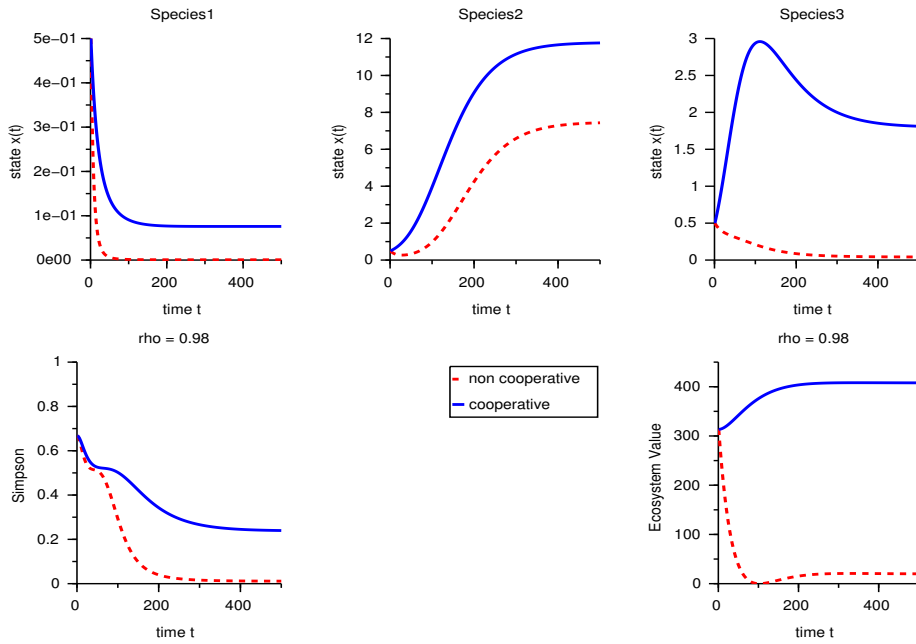 Species1
Species2
Species3
5e−01
4e−01
3e−01
2e−01
1e−01
0e00
state x(t)
0
200
400
time t
12
10
8
6
4
2
0
state x(t)
0
200
400
time t
3
2.5
2
1.5
1
0.5
0
state x(t)
0
200
400
time t
rho = 0.98
1
0.8
0.6
0.4
0.2
0
Simpson
0
200
400
time t
non cooperative
cooperative
rho = 0.98
400
300
200
100
0
Ecosystem Value
0
200
400
time t